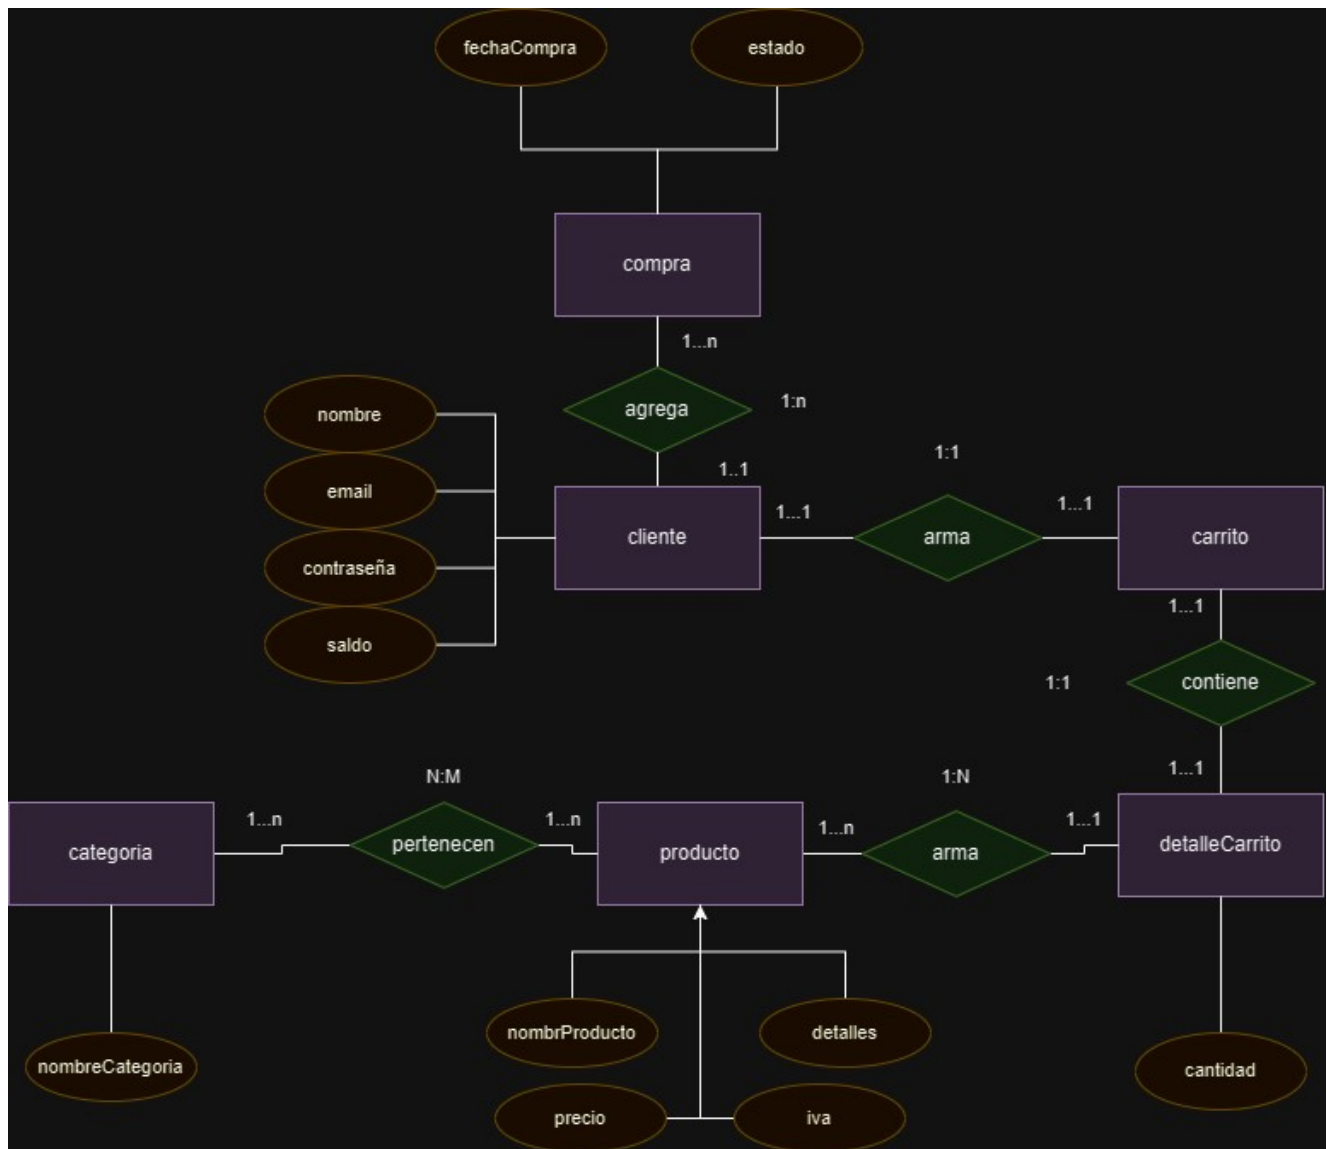 fechaCompra
estado
compra
1...n
agrega
1:n
nombre
email
contraseña
saldo
1..1
cliente
1...1
1:1
arma
1...1
carrito
1...1
1:1
contiene
1...1
categoria
1...n
N:M
pertenecen
1...n
producto
1...n
1:N
arma
1...1
detalleCarrito
nombreCategoria
nombrProducto
detalles
precio
iva
cantidad